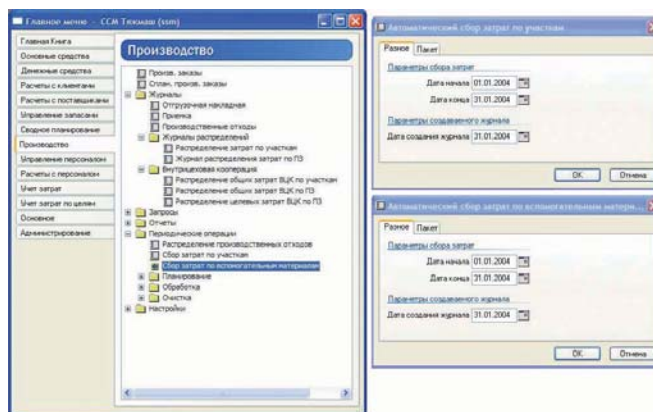 Главное меню - ССМ Тяжмаш (ssm)
Главная Книга
Основные средства
Денежные средства
Расчеты с клиентами
Расчеты с поставщиками
Управление запасами
Сводное планирование
Производство
Управление персоналом
Расчеты с персоналом
Учет затрат
Учет затрат по целям
Основное
Администрирование
Производство
Произв. заказы
Сплан. произв. заказы
Журналы
Отгрузочная накладная
Приемка
Производственные отходы
Журналы распределений
Распределение затрат по участкам
Журнал распределения затрат по ПЗ
Внутрицеховая кооперация
Распределение общих затрат ВЦК по участкам
Распределение общих затрат ВЦК по ПЗ
Распределение целевых затрат ВЦК по ПЗ
Запросы
Отчеты
Периодические операции
Распределение производственных отходов
Сбор затрат по участкам
Сбор затрат по вспомогательным материалам
Планирование
Обработка
Очистка
Настройки
Автоматический сбор затрат по участкам
Разное Пакет
Параметры сбора затрат
Дата начала 01.01.2004
Дата конца 31.01.2004
Параметры создаваемого журнала
Дата создания журнала 31.01.2004
OK Отмена
Автоматический сбор затрат по вспомогательным матери...
Разное Пакет
Параметры сбора затрат
Дата начала 31.01.2004
Дата конца 31.01.2004
Параметры создаваемого журнала
Дата создания журнала 31.01.2004
OK Отмена